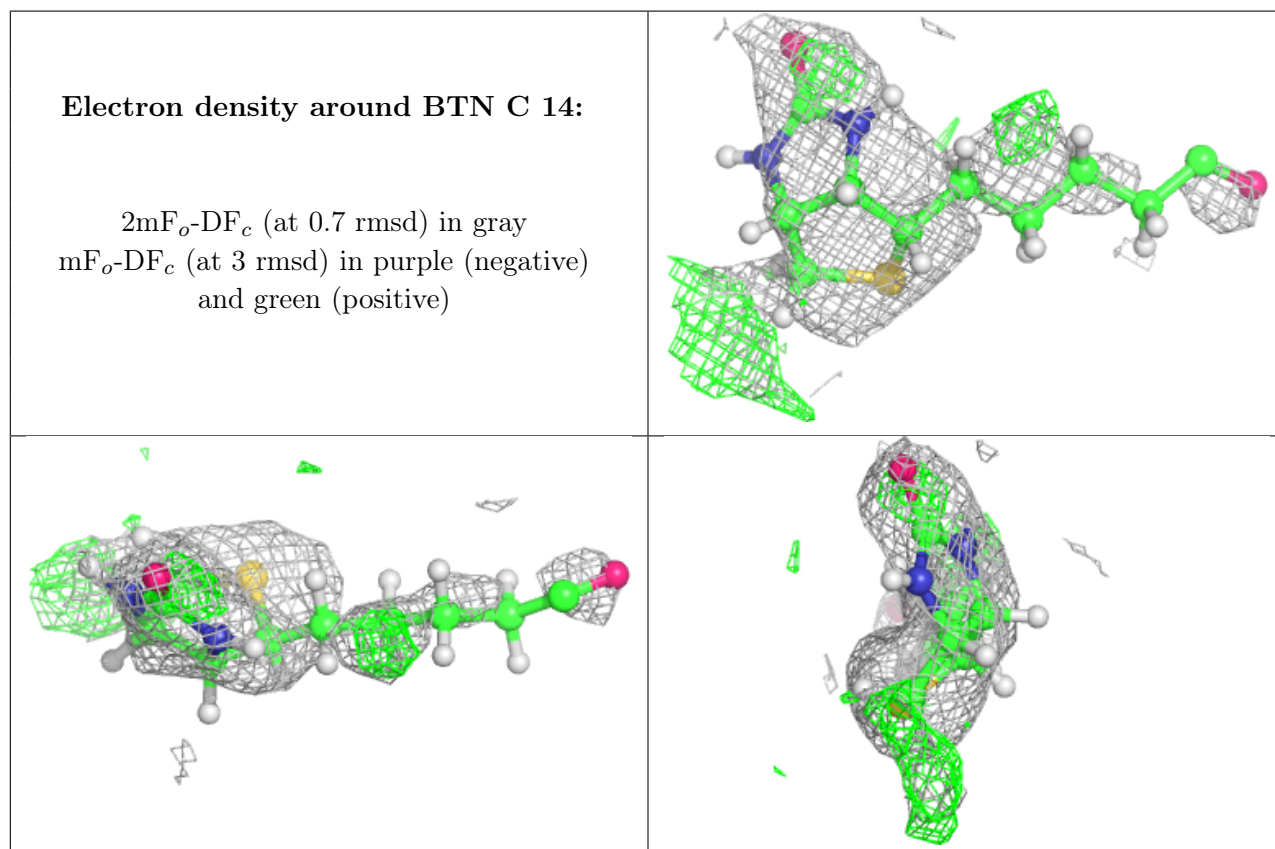 Electron density around BTN C 14:
2mFₒ-DF𝑐 (at 0.7 rmsd) in gray
mFₒ-DF𝑐 (at 3 rmsd) in purple (negative)
and green (positive)